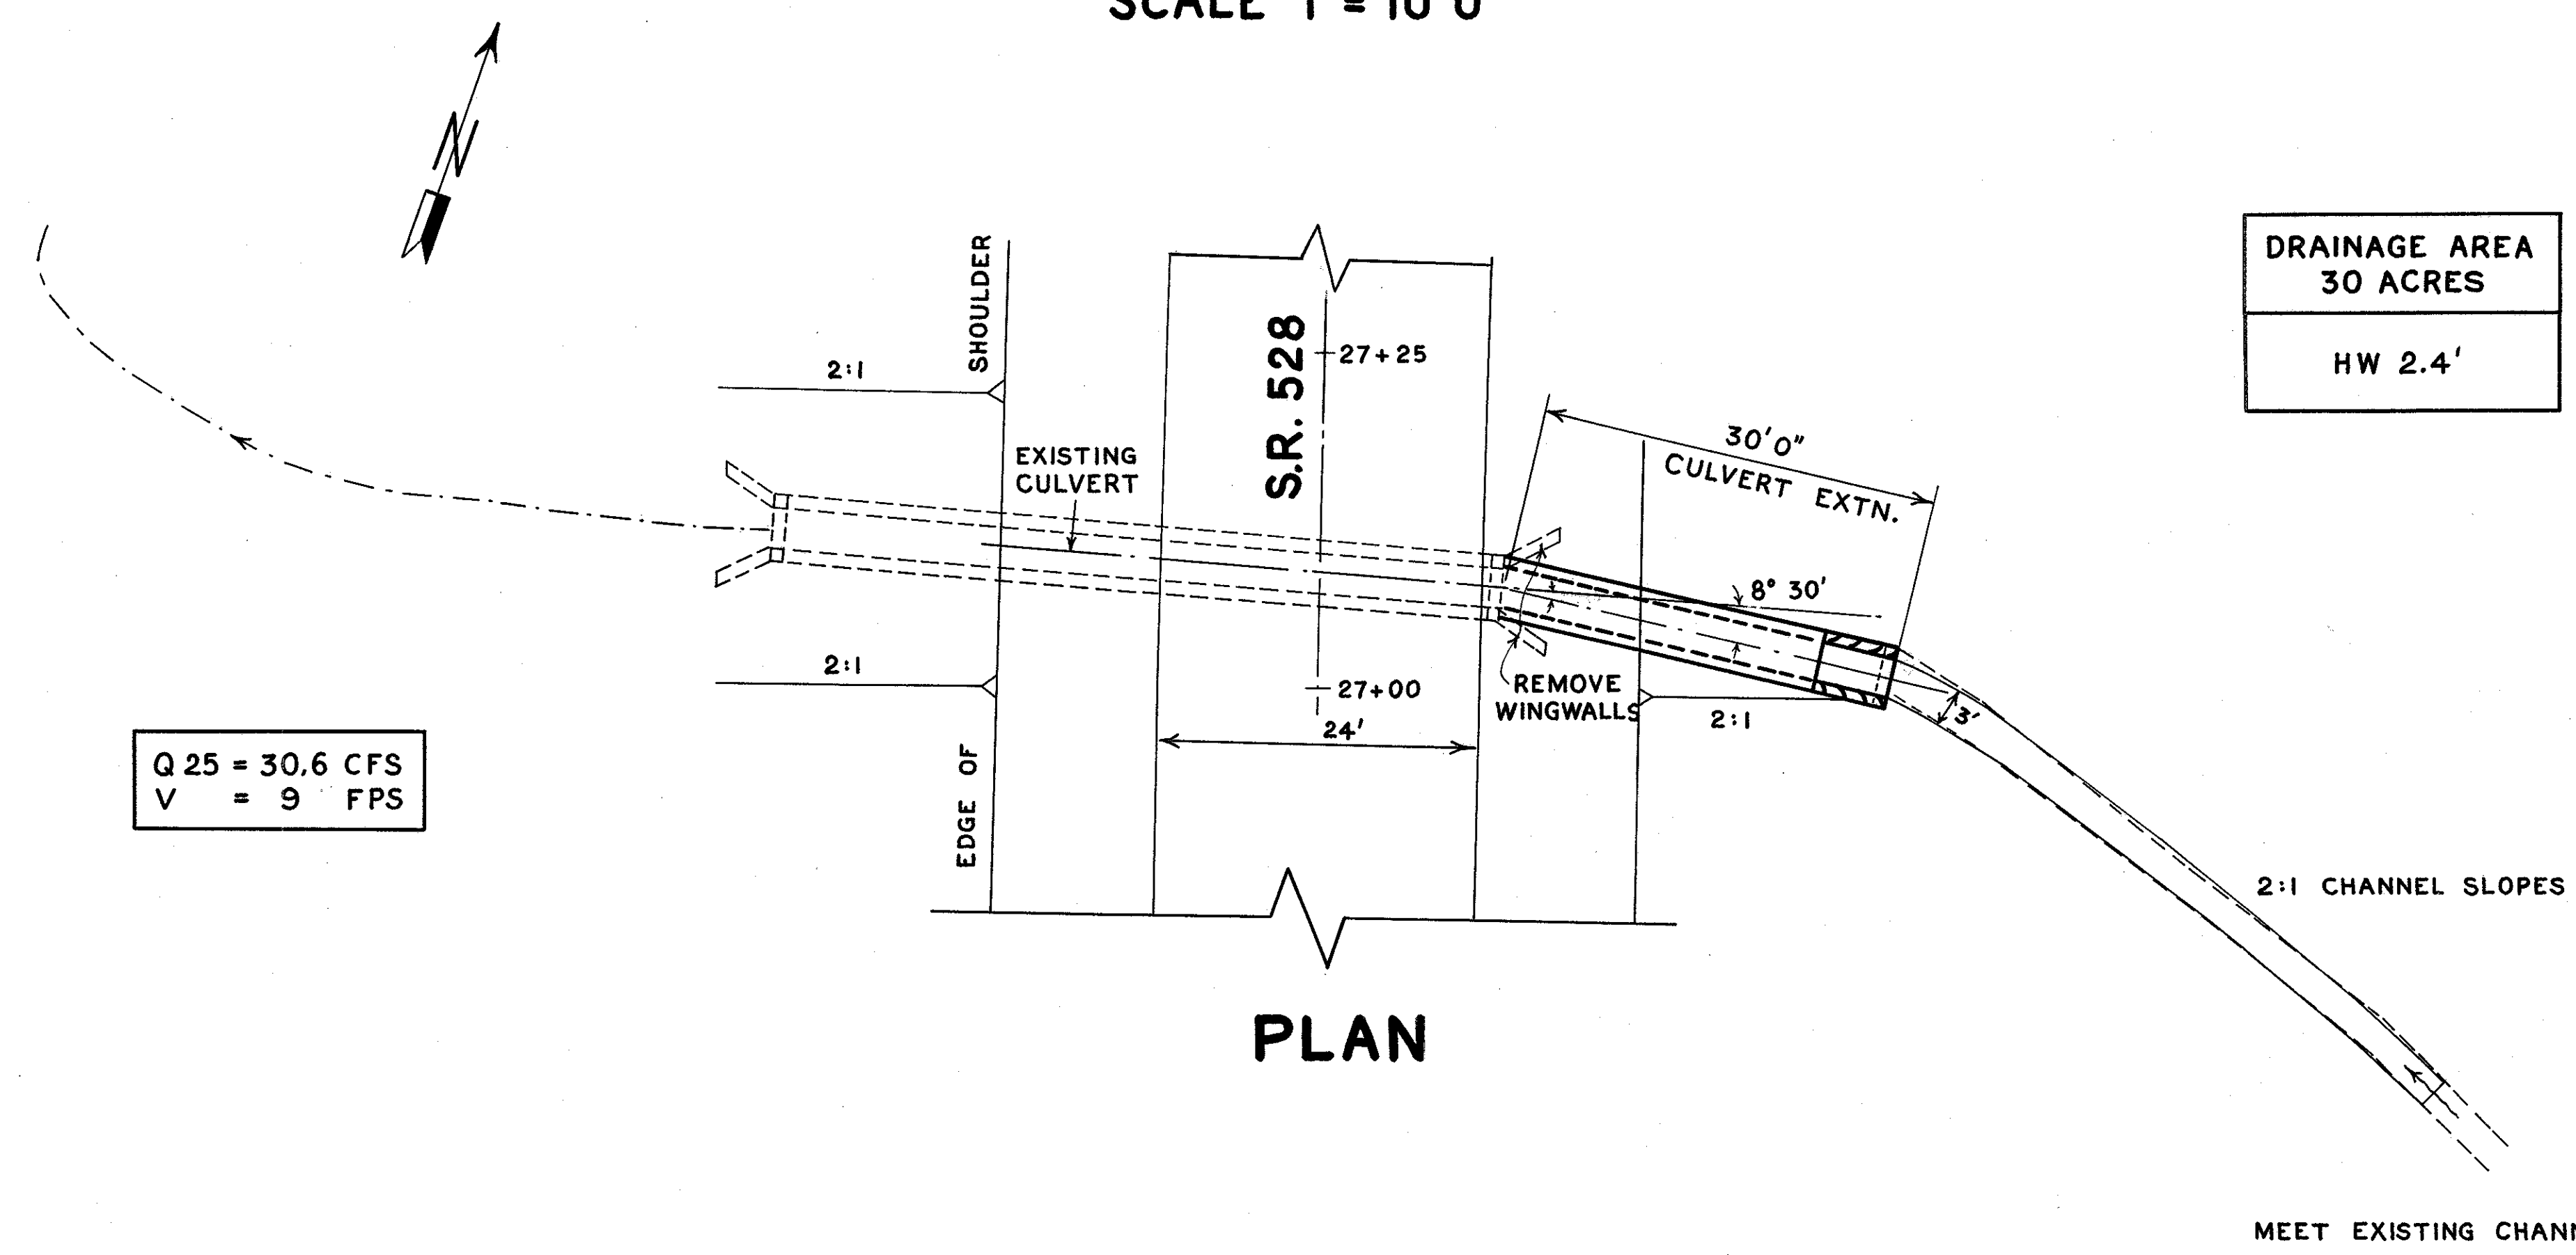 SCALE 1"=10'0"
N
DRAINAGE AREA
30 ACRES
HW 2.4'
SHOULDER
2:1
S.R. 528
27+25
EXISTING
CULVERT
30'0"
CULVERT EXTN.
8° 30'
2:1
27+00
REMOVE
WINGWALLS
2:1
3'
24'
EDGE OF
Q 25 = 30.6 CFS
V = 9 FPS
2:1 CHANNEL SLOPES
PLAN
MEET EXISTING